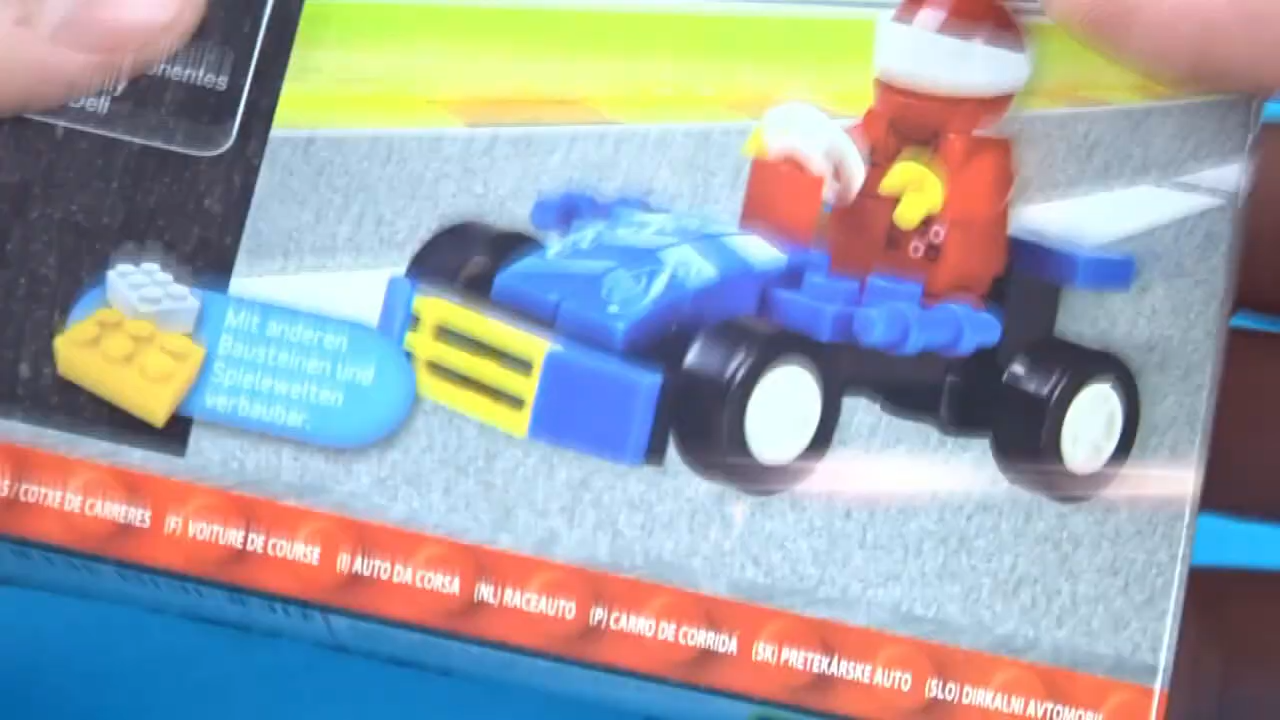 Deli
Mit anderen
Bausteinen und
Spielewelten
verbaubar.
/ COTXE DE CARRERES (F) VOITURE DE COURSE (I) AUTO DA CORSA (NL) RACEAUTO (P) CARRO DE CORRIDA (SK) PRETEKÁRSKE AUTO (SLO) DIRKALNI